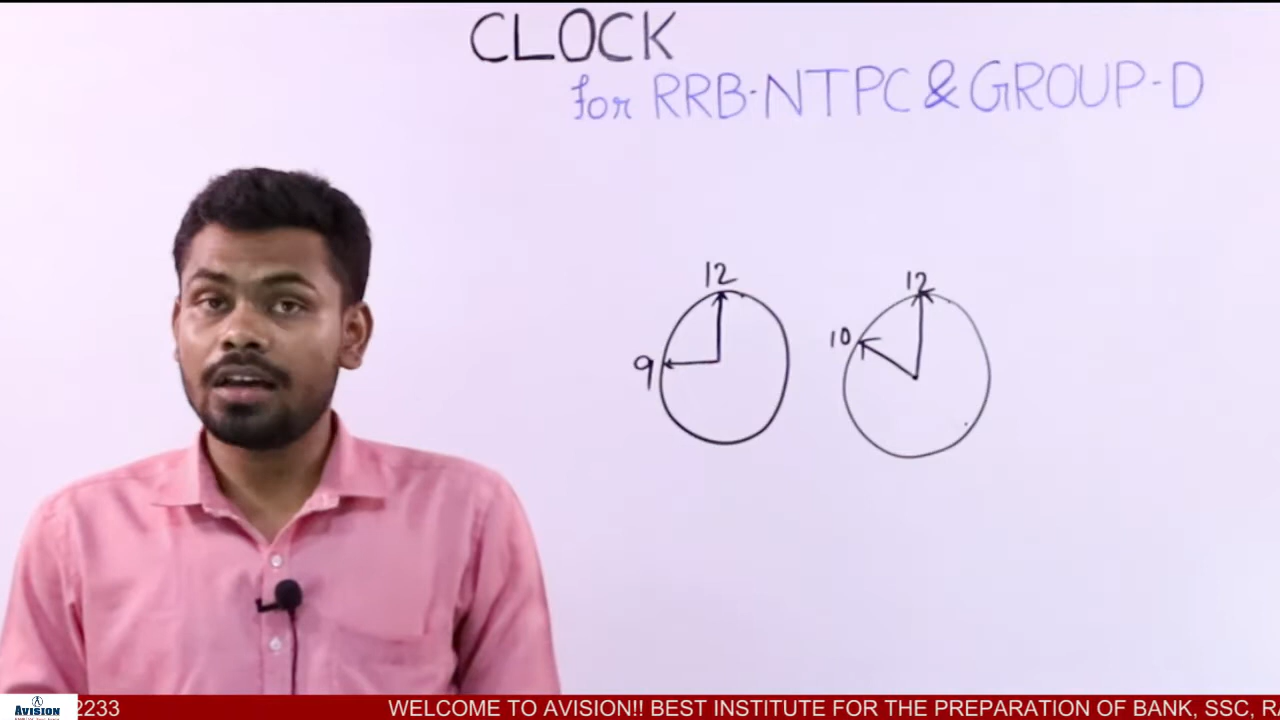 CLOCK
for RRB-NTPC & GROUP-D
12
12
9
10
AVISION
2233
WELCOME TO AVISION!! BEST INSTITUTE FOR THE PREPARATION OF BANK, SSC, RA